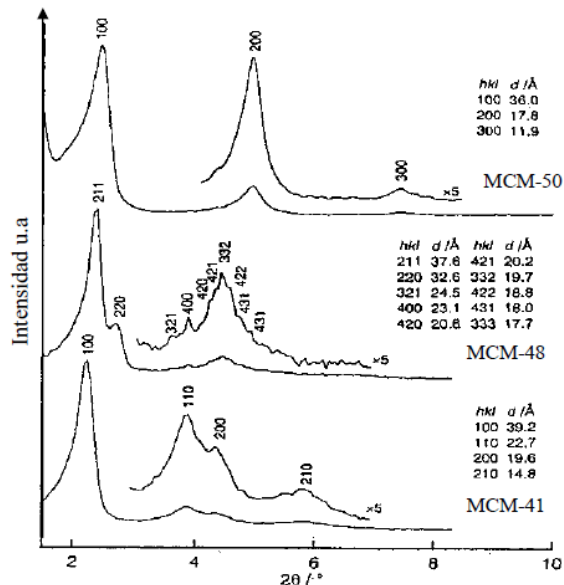 Intensidad u.a
100
200
300
×5
hkl d /Å
100 36.0
200 17.8
300 11.9
MCM-50
211
220
321
400
420
421
332
422
431
431
×5
hkl d /Å hkl d /Å
211 37.6 421 20.2
220 32.6 332 19.7
321 24.5 422 18.8
400 23.1 431 18.0
420 20.6 333 17.7
MCM-48
100
110
200
210
×5
hkl d /Å
100 39.2
110 22.7
200 19.6
210 14.8
MCM-41
2 4 6 8 10
2θ /·°